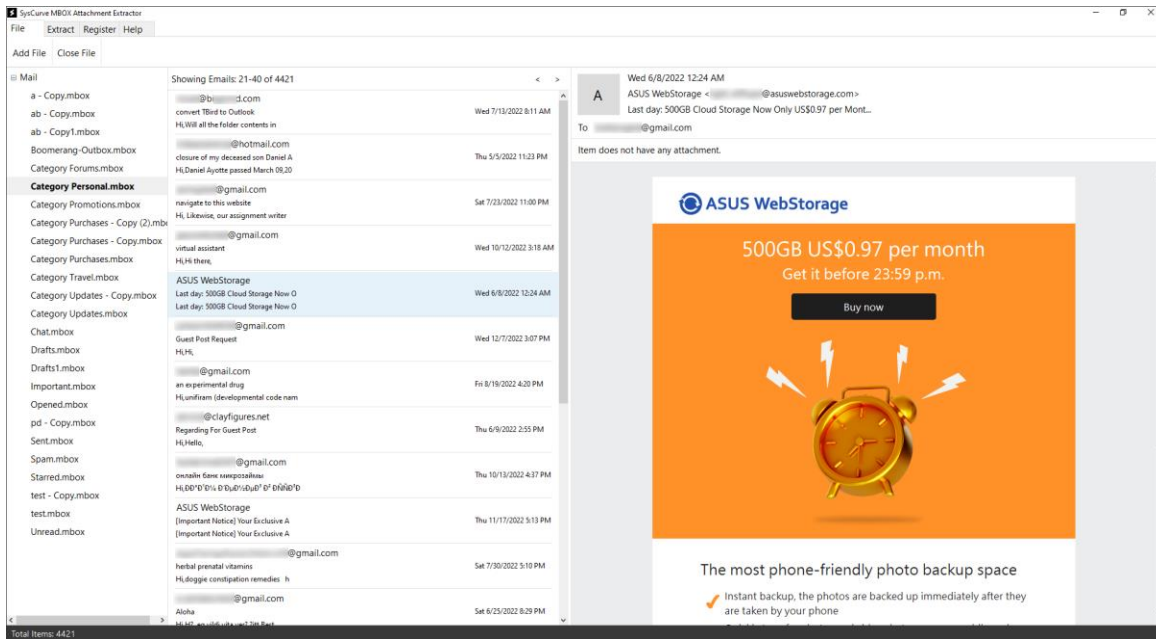 SysCurve MBOX Attachment Extractor
File Extract Register Help
Add File Close File
Mail
a - Copy.mbox
ab - Copy.mbox
ab - Copy1.mbox
Boomerang-Outbox.mbox
Category Forums.mbox
Category Personal.mbox
Category Promotions.mbox
Category Purchases - Copy (2).mb
Category Purchases - Copy.mbox
Category Purchases.mbox
Category Travel.mbox
Category Updates - Copy.mbox
Category Updates.mbox
Chat.mbox
Drafts.mbox
Drafts1.mbox
Important.mbox
Opened.mbox
pd - Copy.mbox
Sent.mbox
Spam.mbox
Starred.mbox
test - Copy.mbox
test.mbox
Unread.mbox
Showing Emails: 21-40 of 4421 < >
d.com
convert TBird to Outlook Wed 7/13/2022 8:11 AM
Hi,Will all the folder contents in
@hotmail.com
closure of my deceased son Daniel A Thu 5/5/2022 11:23 PM
Hi,Daniel Ayotte passed March 09,20
@gmail.com
navigate to this website Sat 7/23/2022 11:00 PM
Hi, Likewise, our assignment writer
@gmail.com
virtual assistant Wed 10/12/2022 3:18 AM
Hi,Hi there,
ASUS WebStorage
Last day: 500GB Cloud Storage Now O Wed 6/8/2022 12:24 AM
Last day: 500GB Cloud Storage Now O
@gmail.com
Guest Post Request Wed 12/7/2022 3:07 PM
Hi,Hi,
@gmail.com
an experimental drug Fri 8/19/2022 4:20 PM
Hi,unifiram (developmental code nam
@clayfigures.net
Regarding For Guest Post Thu 6/9/2022 2:55 PM
Hi,Hello,
@gmail.com
онлайн банк микрозаймы Thu 10/13/2022 4:37 PM
ASUS WebStorage
[Important Notice] Your Exclusive A Thu 11/17/2022 5:13 PM
[Important Notice] Your Exclusive A
@gmail.com
herbal prenatal vitamins Sat 7/30/2022 5:10 PM
Hi,doggie constipation remedies h
@gmail.com
Aloha Sat 6/25/2022 8:29 PM
A
Wed 6/8/2022 12:24 AM
ASUS WebStorage < @asuswebstorage.com>
Last day: 500GB Cloud Storage Now Only US$0.97 per Mont...
To @gmail.com
Item does not have any attachment.
ASUS WebStorage
500GB US$0.97 per month
Get it before 23:59 p.m.
Buy now
The most phone-friendly photo backup space
Instant backup, the photos are backed up immediately after they
are taken by your phone
Total Items: 4421